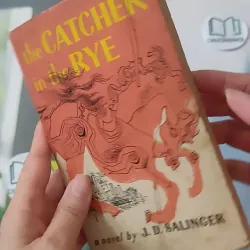 the CATCHER
in the RYE
a novel by J. D. SALINGER